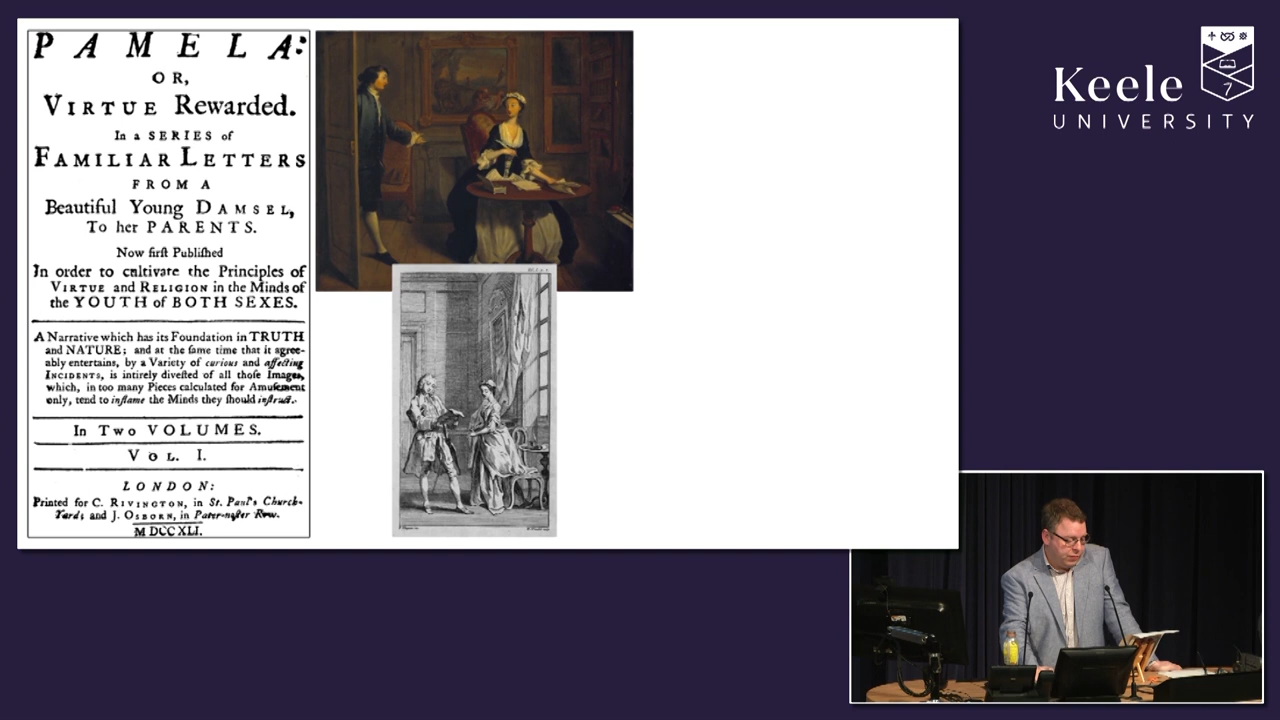 PAMELA:
OR,
VIRTUE Rewarded.
In a SERIES of
FAMILIAR LETTERS
FROM A
Beautiful Young DAMSEL,
To her PARENTS.
Now firſt Publiſhed
In order to cultivate the Principles of
VIRTUE and RELIGION in the Minds of
the YOUTH of BOTH SEXES.
A Narrative which has its Foundation in TRUTH
and NATURE; and at the ſame time that it agree-
ably entertains, by a Variety of curious and affecting
INCIDENTS, is intirely diveſted of all thoſe Images,
which, in too many Pieces calculated for Amuſement
only, tend to inflame the Minds they ſhould inſtruct.
In Two VOLUMES.
VOL. I.
LONDON:
Printed for C. RIVINGTON, in St. Paul's Church-
Yard; and J. OSBORN, in Pater-noſter Row.
MDCCXLI.
Keele
UNIVERSITY